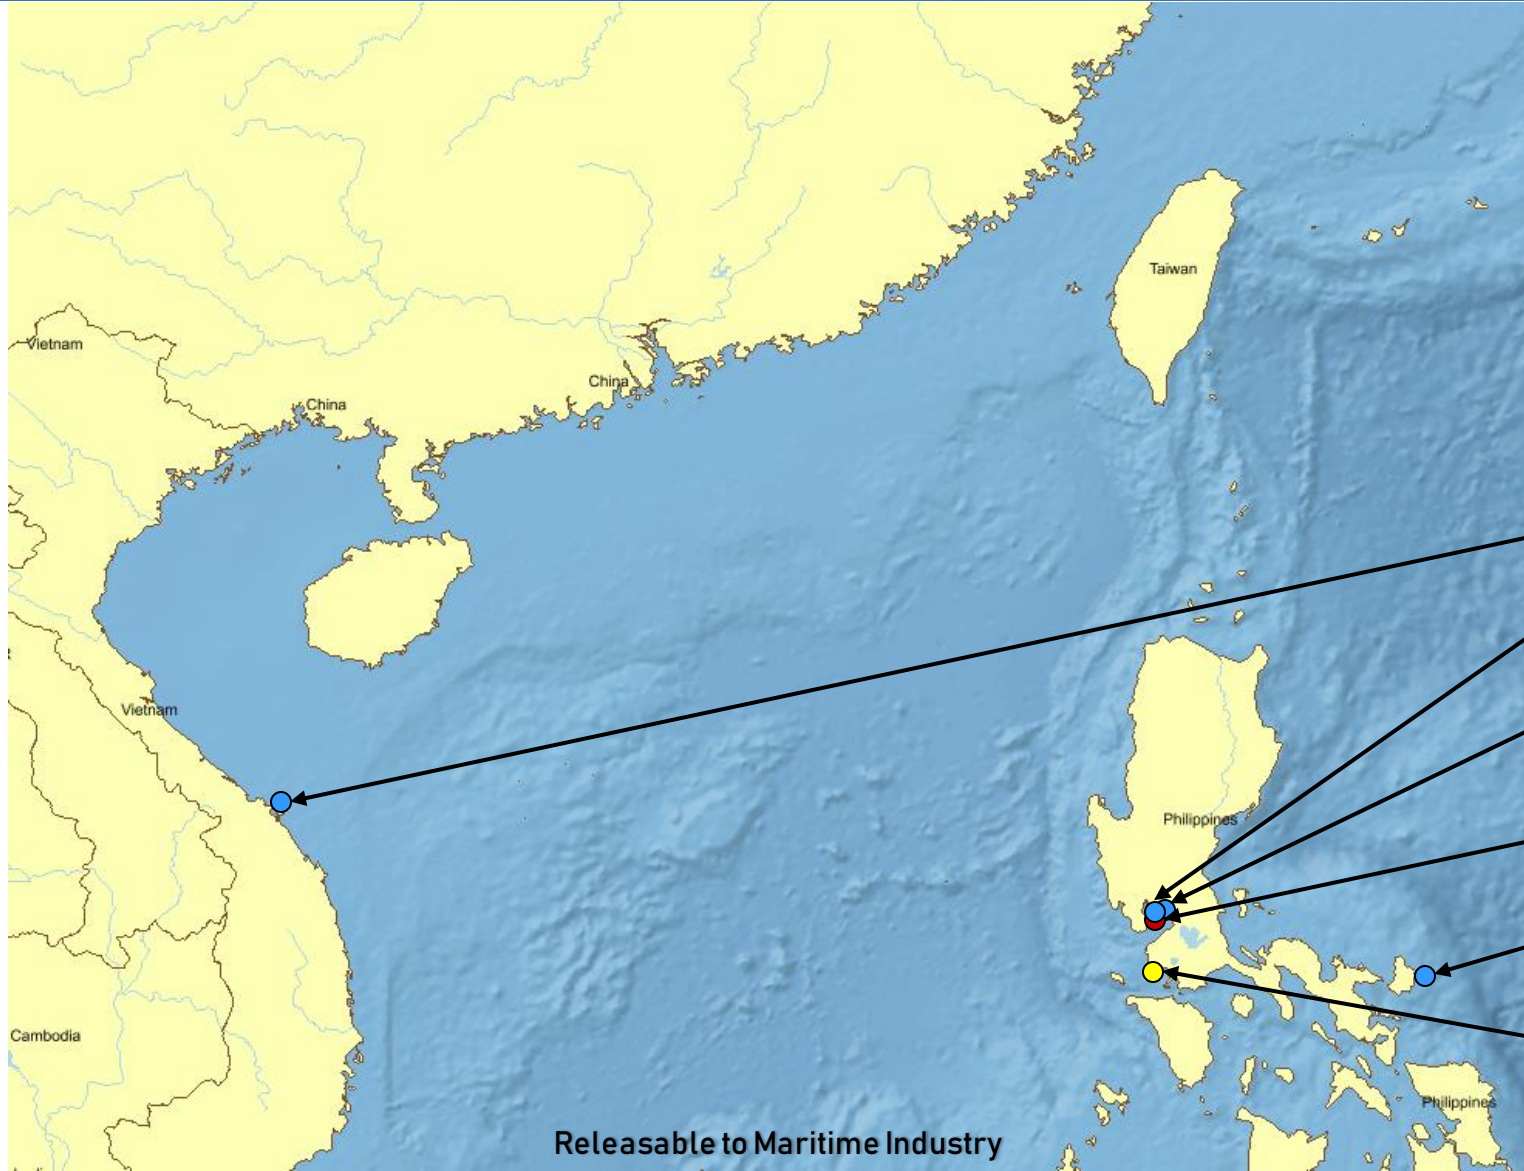 Taiwan
Vietnam
China
China
Vietnam
Philippines
Cambodia
Philippines
Releasable to Maritime Industry